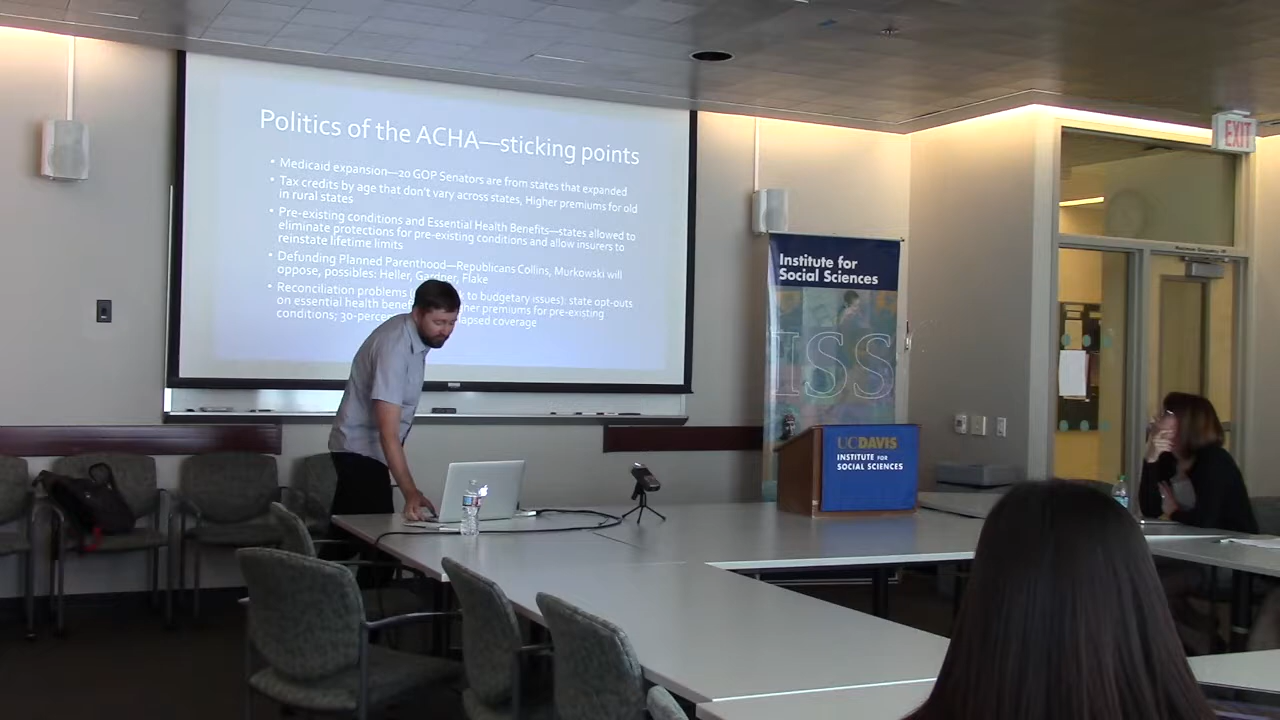 Politics of the ACHA—sticking points
• Medicaid expansion—20 GOP Senators are from states that expanded
• Tax credits by age that don't vary across states, Higher premiums for old
in rural states
• Pre-existing conditions and Essential Health Benefits—states allowed to
eliminate protections for pre-existing conditions and allow insurers to
reinstate lifetime limits
• Defunding Planned Parenthood—Republicans Collins, Murkowski will
oppose, possibles: Heller, Gardner, Flake
• Reconciliation problems to budgetary issues): state opt-outs
on essential health premiums for pre-existing
conditions; coverage
EXIT
Institute for
Social Sciences
ISS
UCDAVIS
INSTITUTE FOR
SOCIAL SCIENCES